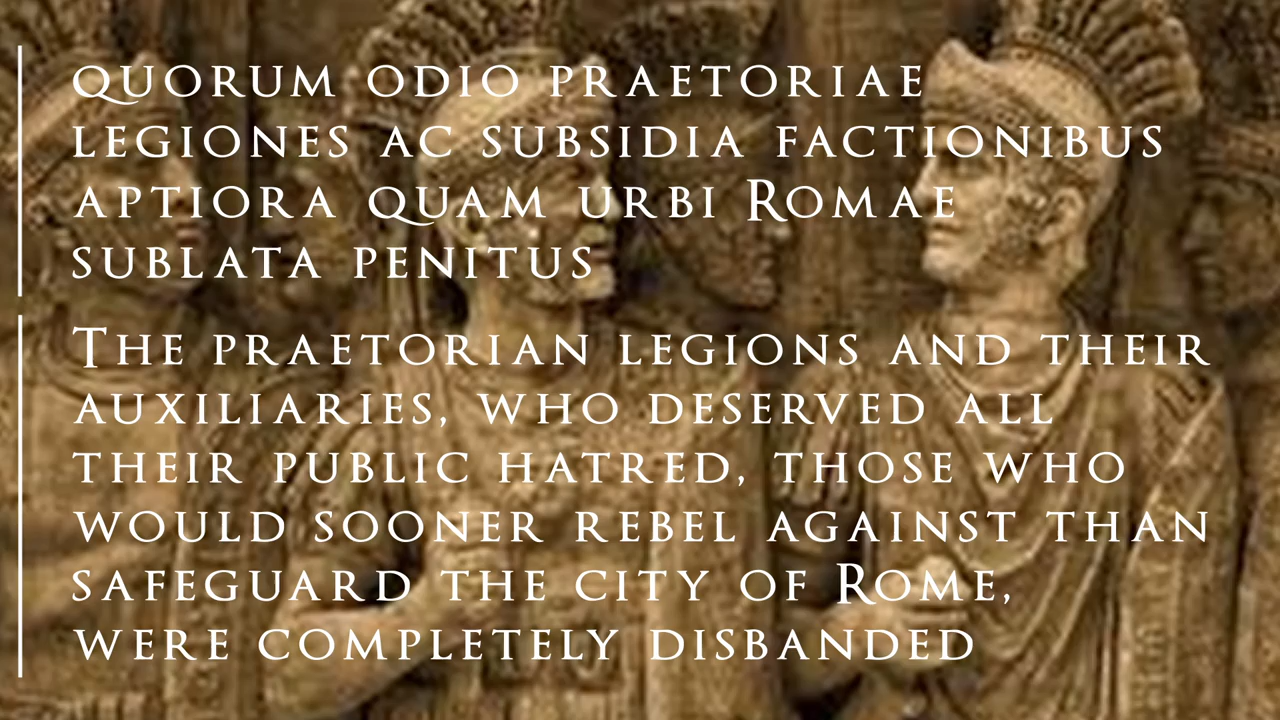 QUORUM ODIO PRAETORIAE
LEGIONES AC SUBSIDIA FACTIONIBUS
APTIORA QUAM URBI ROMAE
SUBLATA PENITUS
THE PRAETORIAN LEGIONS AND THEIR
AUXILIARIES, WHO DESERVED ALL
THEIR PUBLIC HATRED, THOSE WHO
WOULD SOONER REBEL AGAINST THAN
SAFEGUARD THE CITY OF ROME,
WERE COMPLETELY DISBANDED